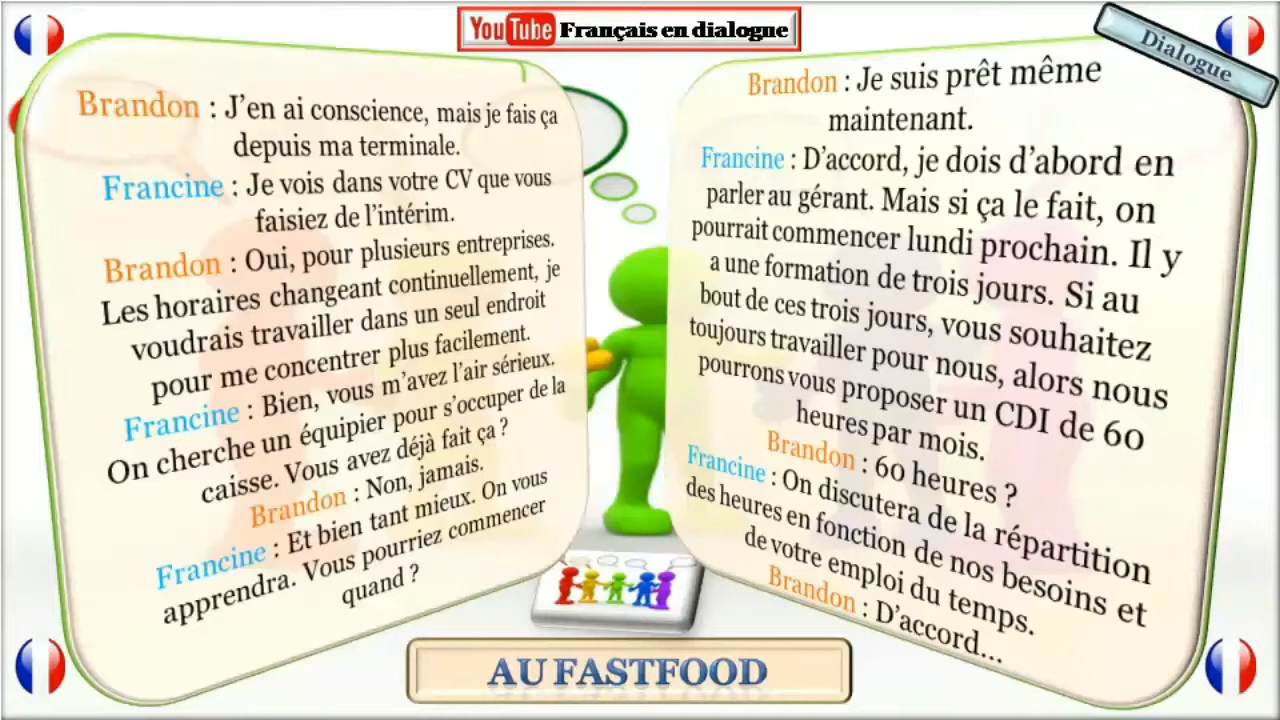 YouTube Français en dialogue
Dialogue
Brandon : J'en ai conscience, mais je fais ça
depuis ma terminale.
Francine : Je vois dans votre CV que vous
faisiez de l'intérim.
Brandon : Oui, pour plusieurs entreprises.
Les horaires changeant continuellement, je
voudrais travailler dans un seul endroit
pour me concentrer plus facilement.
Francine : Bien, vous m'avez l'air sérieux.
On cherche un équipier pour s'occuper de la
caisse. Vous avez déjà fait ça ?
Brandon : Non, jamais.
Francine : Et bien tant mieux. On vous
apprendra. Vous pourriez commencer
quand ?
Brandon : Je suis prêt même
maintenant.
Francine : D'accord, je dois d'abord en
parler au gérant. Mais si ça le fait, on
pourrait commencer lundi prochain. Il y
a une formation de trois jours. Si au
bout de ces trois jours, vous souhaitez
toujours travailler pour nous, alors nous
pourrons vous proposer un CDI de 60
heures par mois.
Brandon : 60 heures ?
Francine : On discutera de la répartition
des heures en fonction de nos besoins et
de votre emploi du temps.
Brandon : D'accord...
AU FASTFOOD